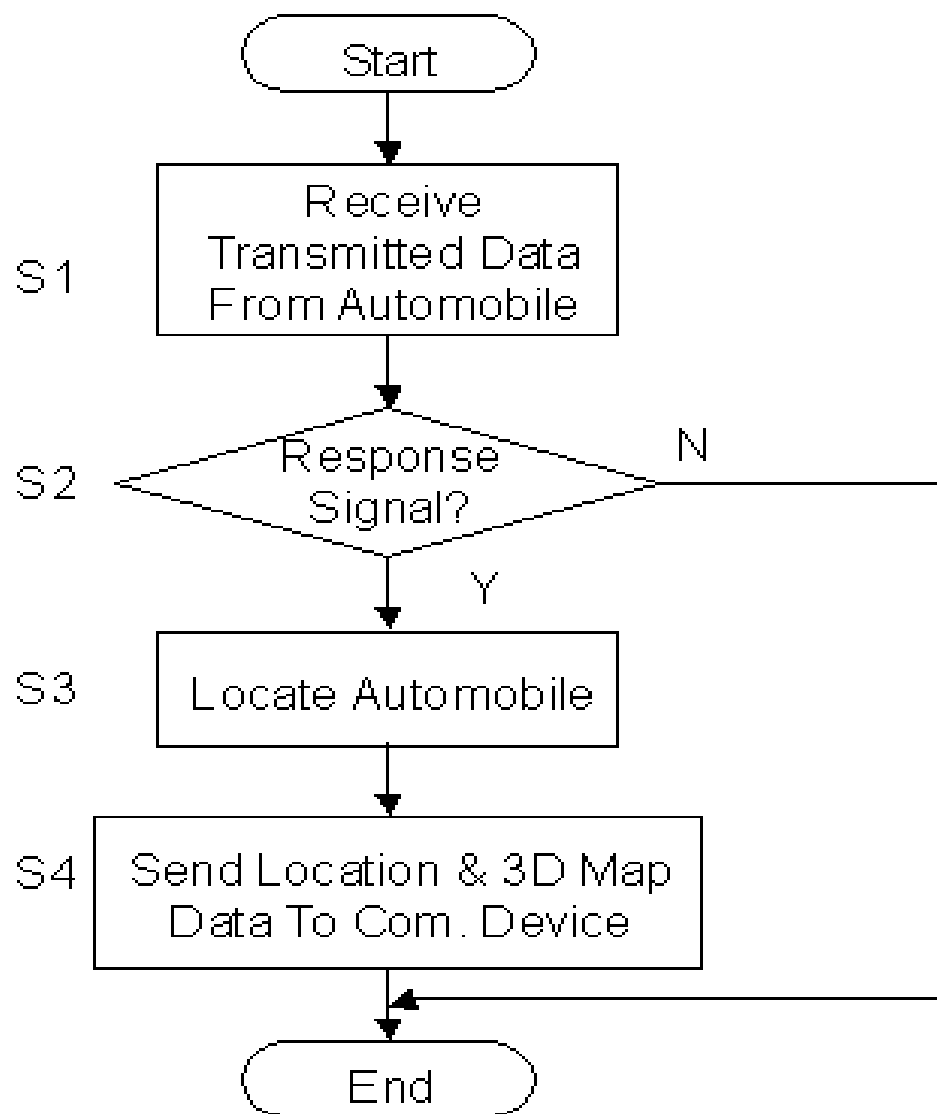 Start
S1
Receive
Transmitted Data
From Automobile
S2
Response
Signal?
N
Y
S3
Locate Automobile
S4
Send Location & 3D Map
Data To Com. Device
End